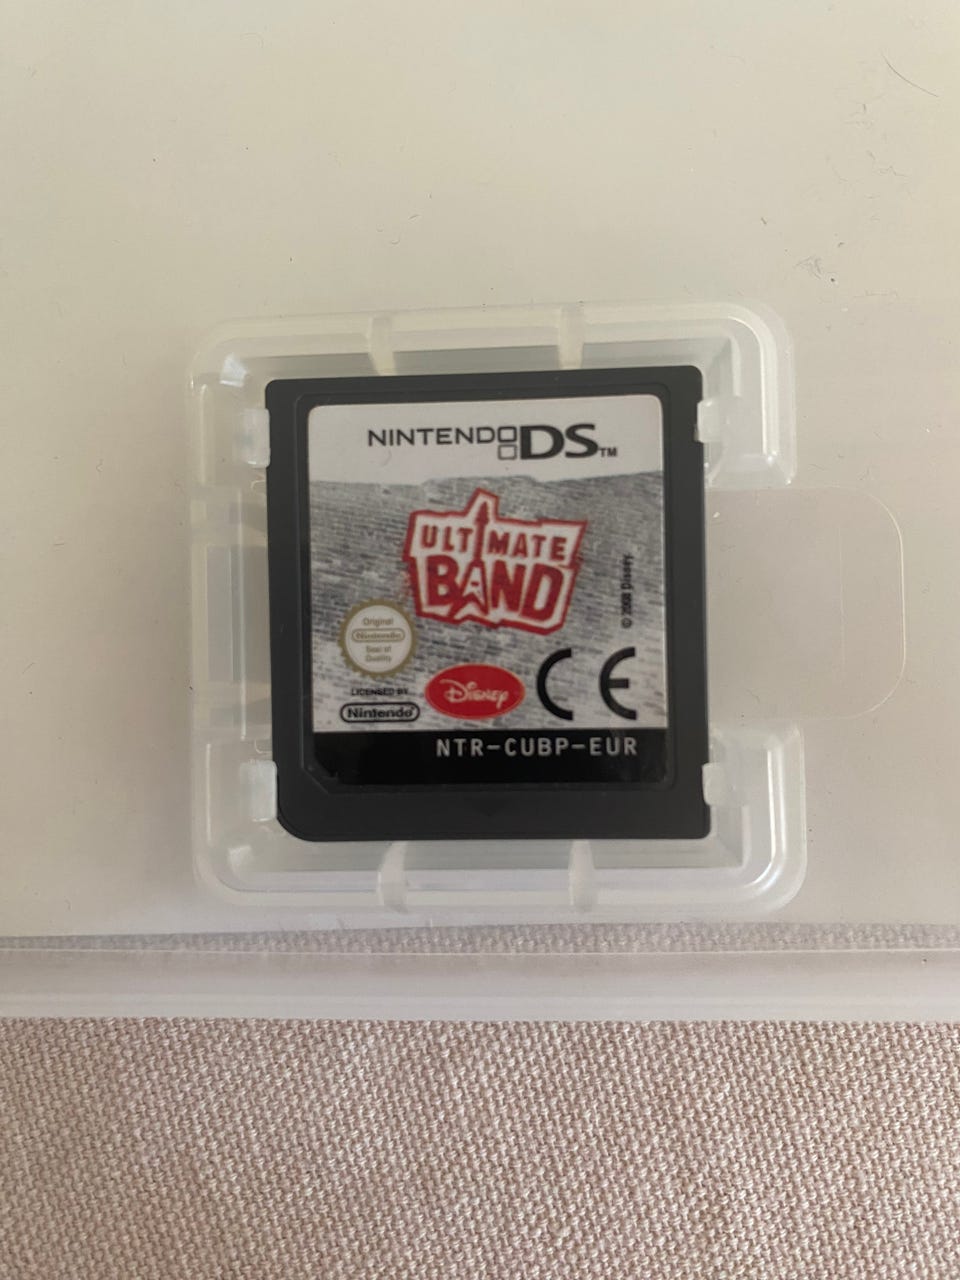 NINTENDO DS™
ULTIMATE
BAND
© 2008 Disney
Original
Nintendo
Seal of
Quality
LICENSED BY
Nintendo
Disney
CE
NTR-CUBP-EUR